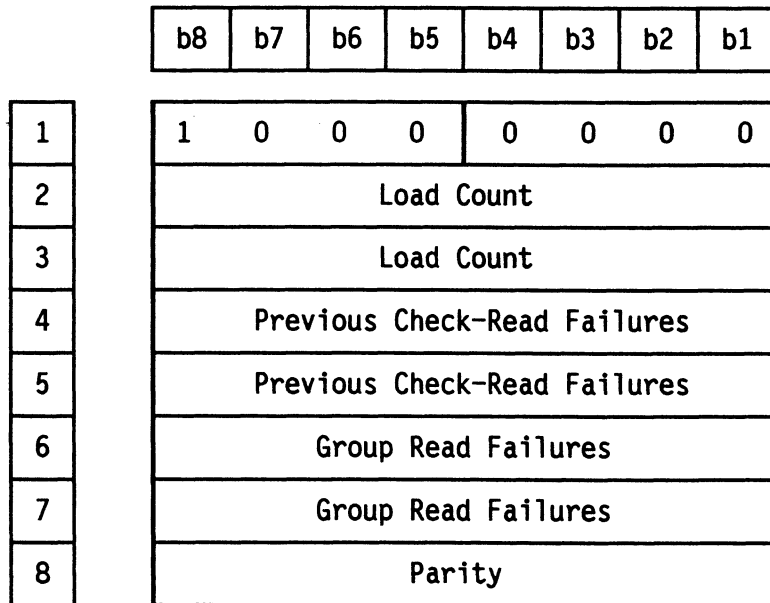 b8 b7 b6 b5 b4 b3 b2 b1
1 1 0 0 0 0 0 0 0
2 Load Count
3 Load Count
4 Previous Check-Read Failures
5 Previous Check-Read Failures
6 Group Read Failures
7 Group Read Failures
8 Parity